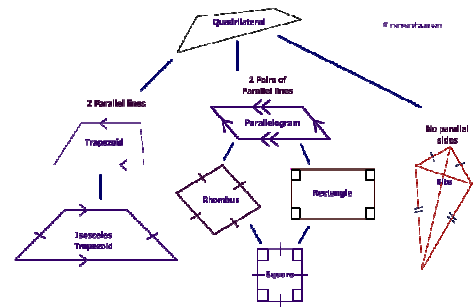 Quadrilateral
2 Parallel lines
2 Pairs of
Parallel lines
No parallel
sides
Trapezoid
Parallelogram
Kite
Rhombus
Rectangle
Isosceles
Trapezoid
Square